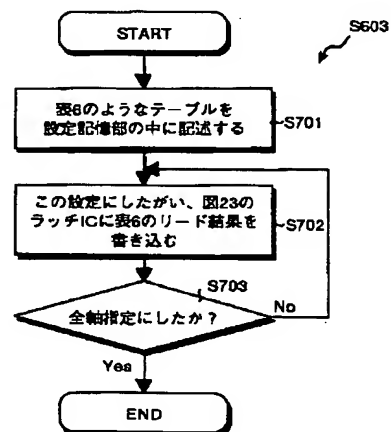 START
S603
表6のようなテーブルを
設定記憶部の中に記述する
S701
この設定にしたがい、図23の
ラッチICに表6のリード結果を
書き込む
S702
S703
全軸指定にしたか？
No
Yes
END